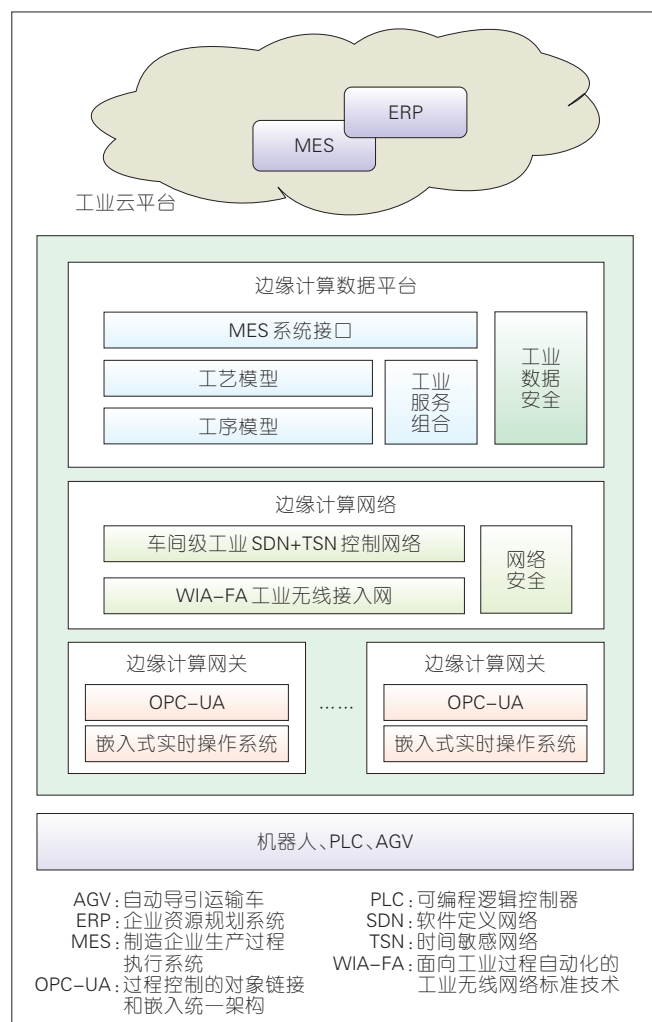 ERP
MES
工业云平台
边缘计算数据平台
MES系统接口
工艺模型
工序模型
工业
服务
组合
工业
数据
安全
边缘计算网络
车间级工业 SDN+TSN 控制网络
WIA-FA 工业无线接入网
网络
安全
边缘计算网关
OPC-UA
嵌入式实时操作系统
……
边缘计算网关
OPC-UA
嵌入式实时操作系统
机器人、PLC、AGV
AGV:自动导引运输车
ERP:企业资源规划系统
MES:制造企业生产过程
执行系统
OPC-UA:过程控制的对象链接
和嵌入统一架构
PLC:可编程逻辑控制器
SDN:软件定义网络
TSN:时间敏感网络
WIA-FA:面向工业过程自动化的
工业无线网络标准技术